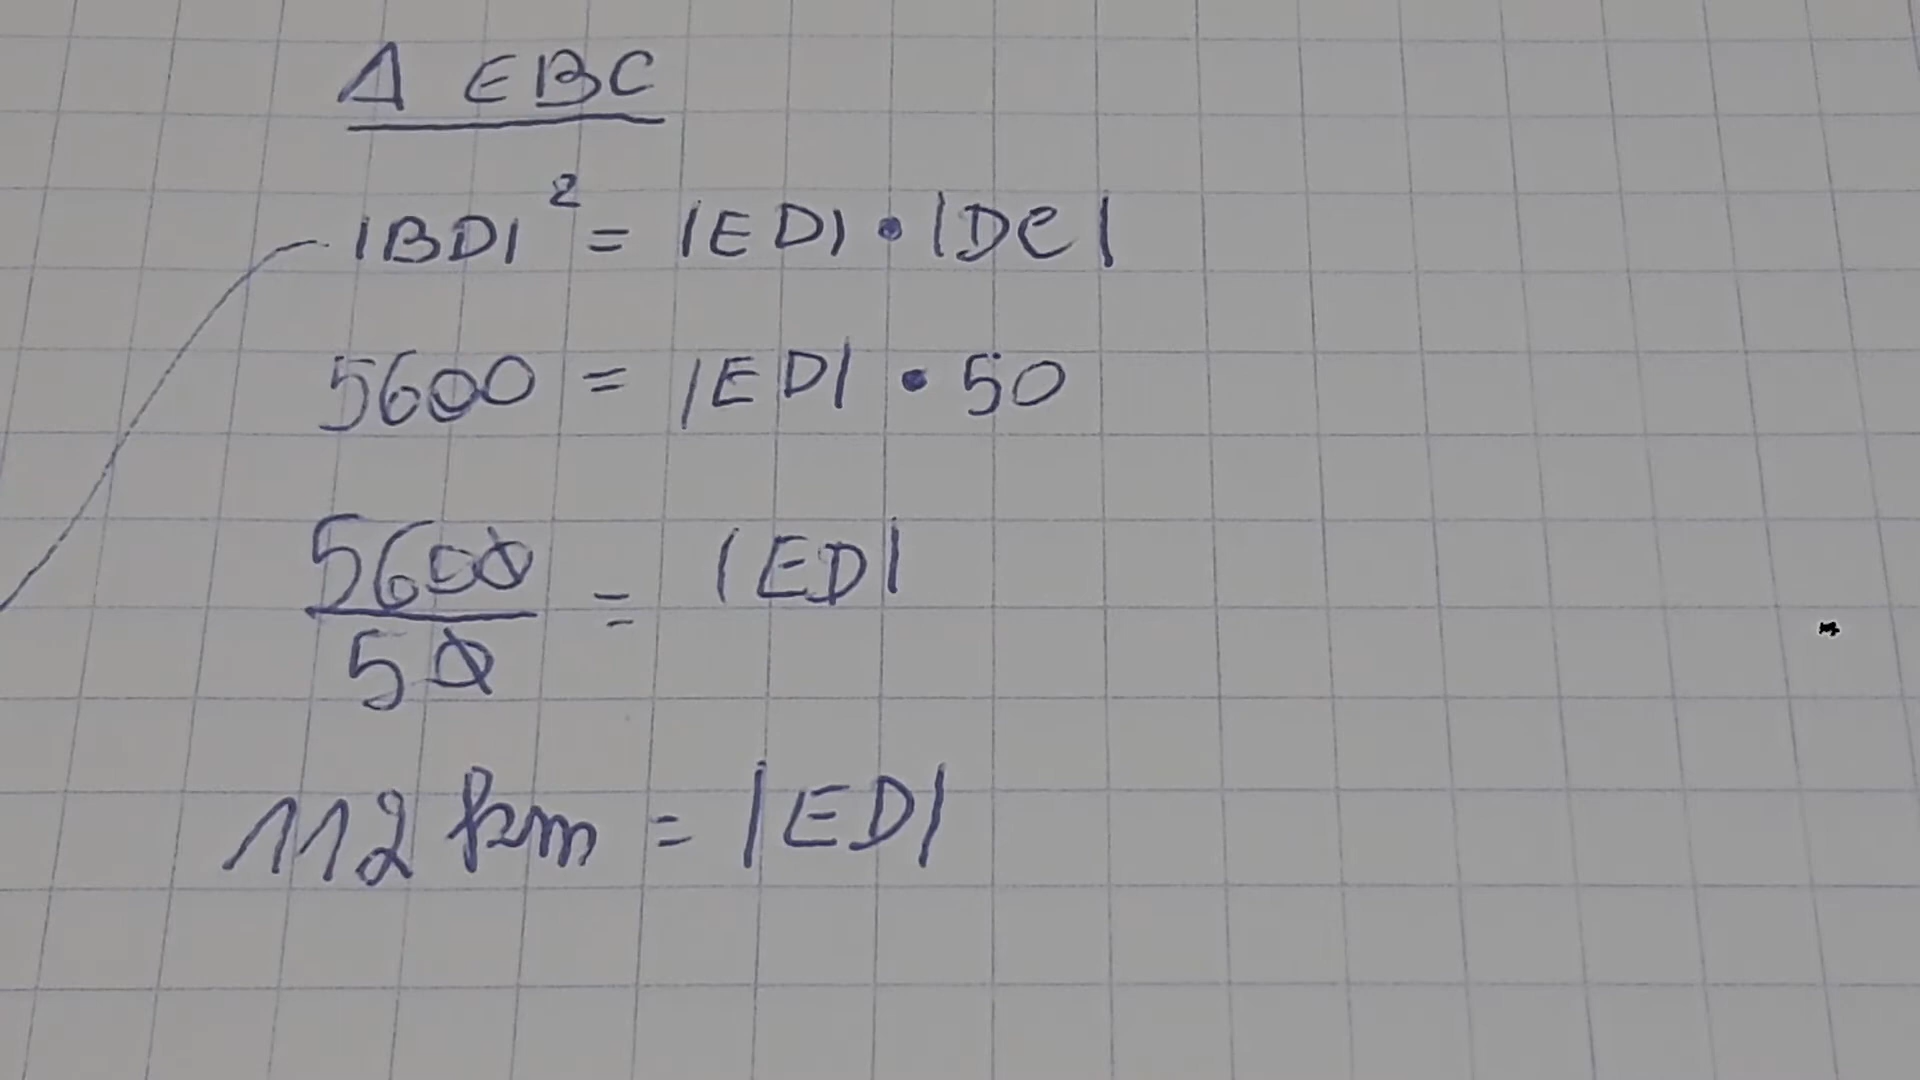 Δ EBC
|BD|² = |ED| • |DC|
5600 = |ED| • 50
5600/50 = |ED|
112 km = |ED|